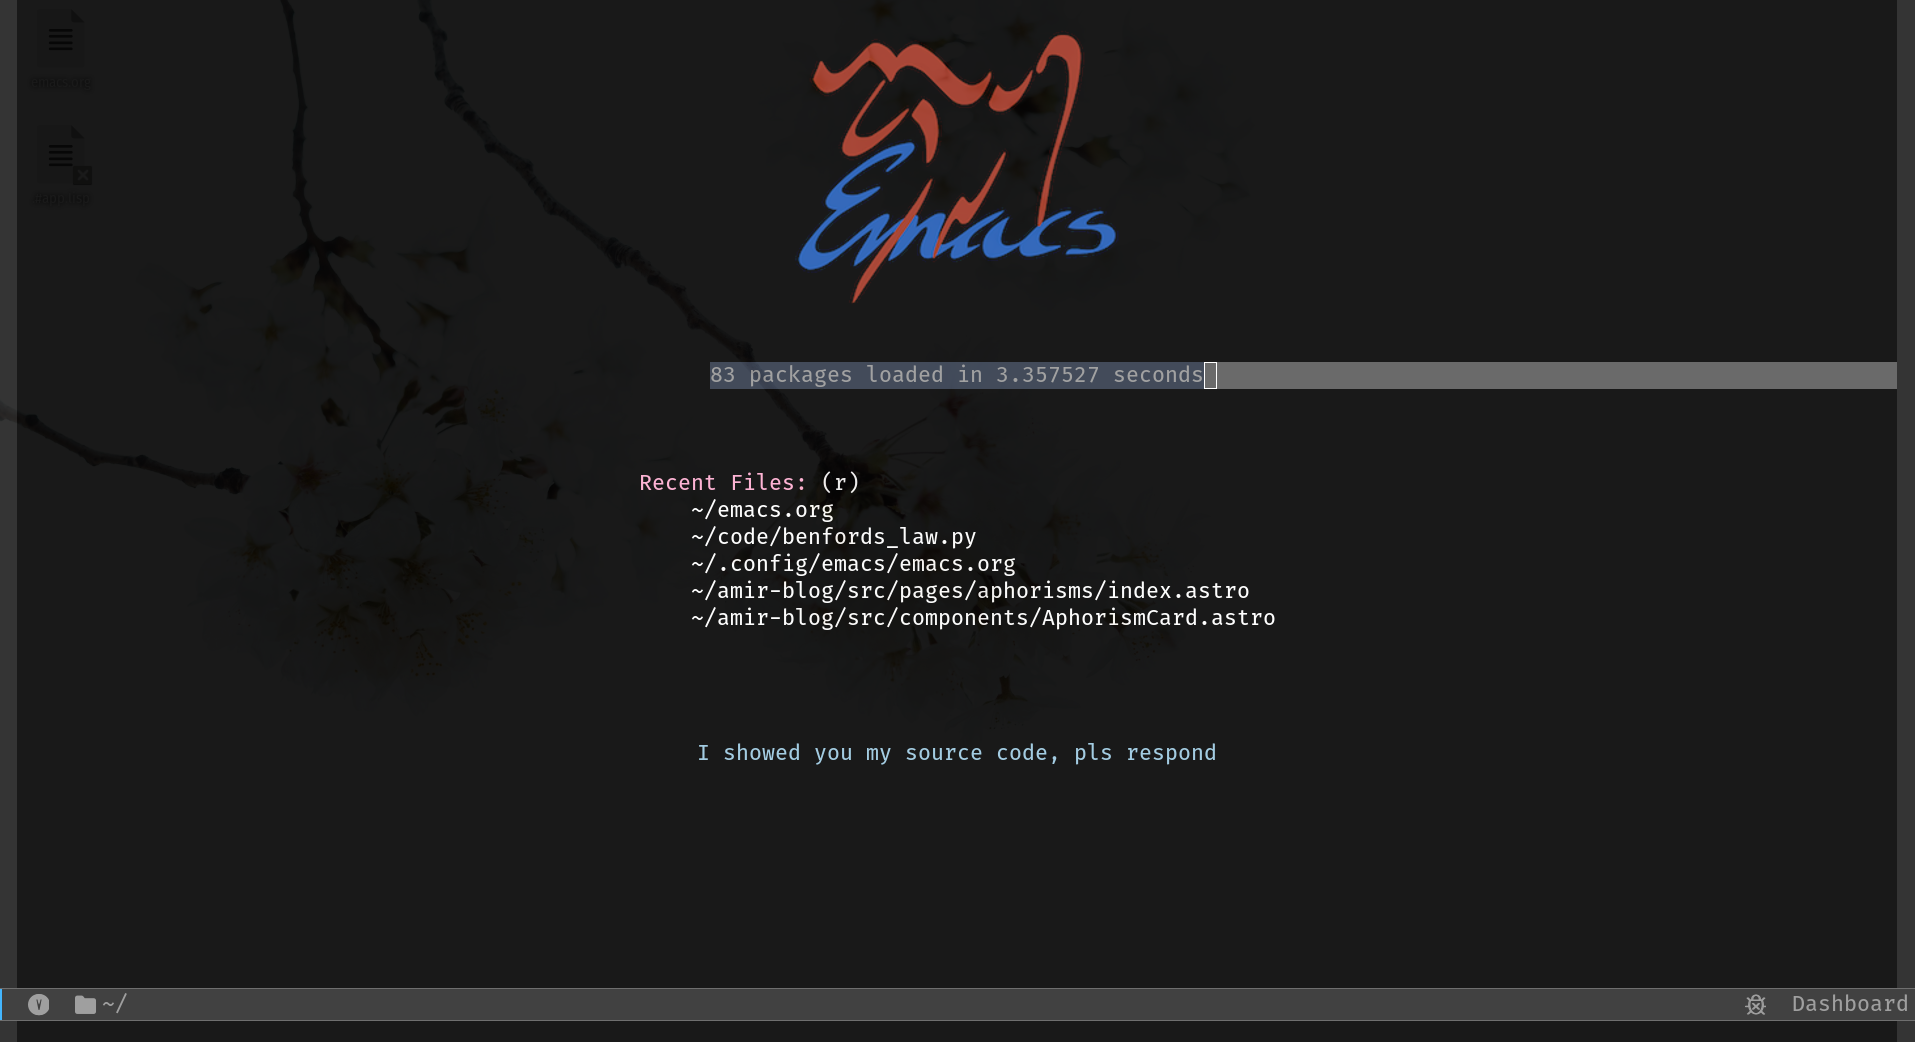 Emacs
83 packages loaded in 3.357527 seconds
Recent Files: (r)
~/emacs.org
~/code/benfords_law.py
~/.config/emacs/emacs.org
~/amir-blog/src/pages/aphorisms/index.astro
~/amir-blog/src/components/AphorismCard.astro
I showed you my source code, pls respond
V ~/ Dashboard